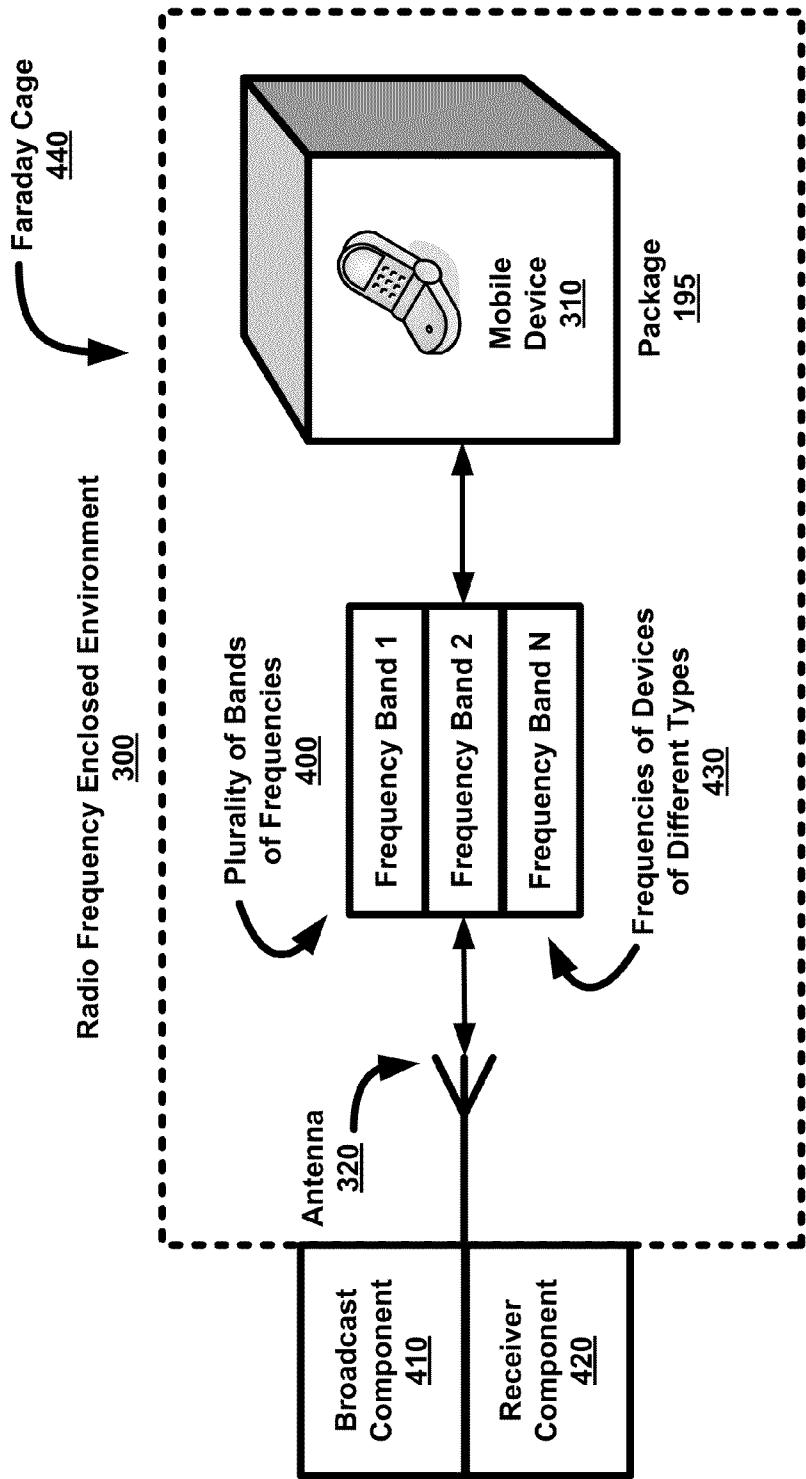 Radio Frequency Enclosed Environment
300
Faraday Cage
440
Broadcast
Component
410
Receiver
Component
420
Antenna
320
Plurality of Bands
of Frequencies
400
Frequency Band 1
Frequency Band 2
Frequency Band N
Frequencies of Devices
of Different Types
430
Mobile
Device
310
Package
195